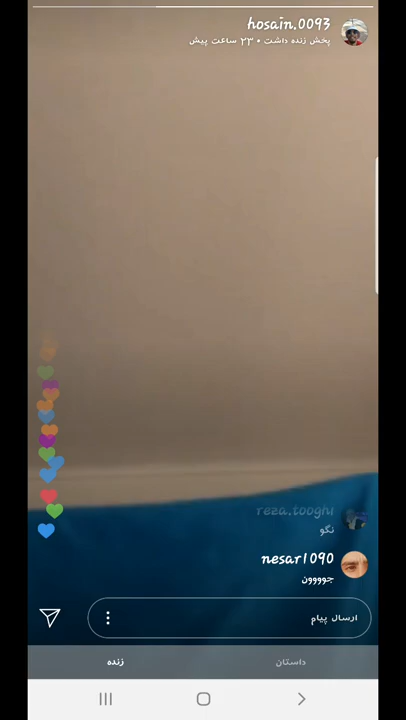 hosain.0093
پخش زنده داشت • ۲۳ ساعت پیش
reza.tooghi
نگو
nesar1090
جوووون
ارسال پیام
داستان
زنده